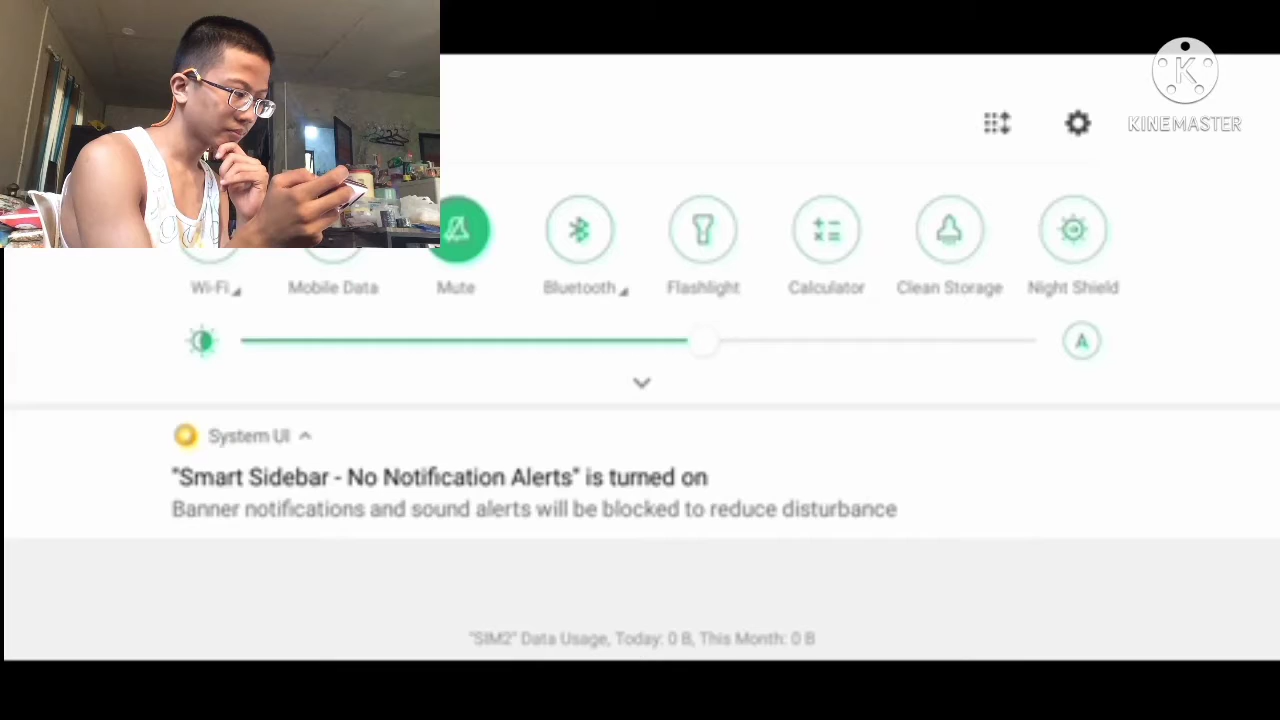 KINEMASTER
Wi-Fi
Mobile Data
Mute
Bluetooth
Flashlight
Calculator
Clean Storage
Night Shield
A
System UI
"Smart Sidebar - No Notification Alerts" is turned on
Banner notifications and sound alerts will be blocked to reduce disturbance
"SIM2" Data Usage, Today: 0 B, This Month: 0 B